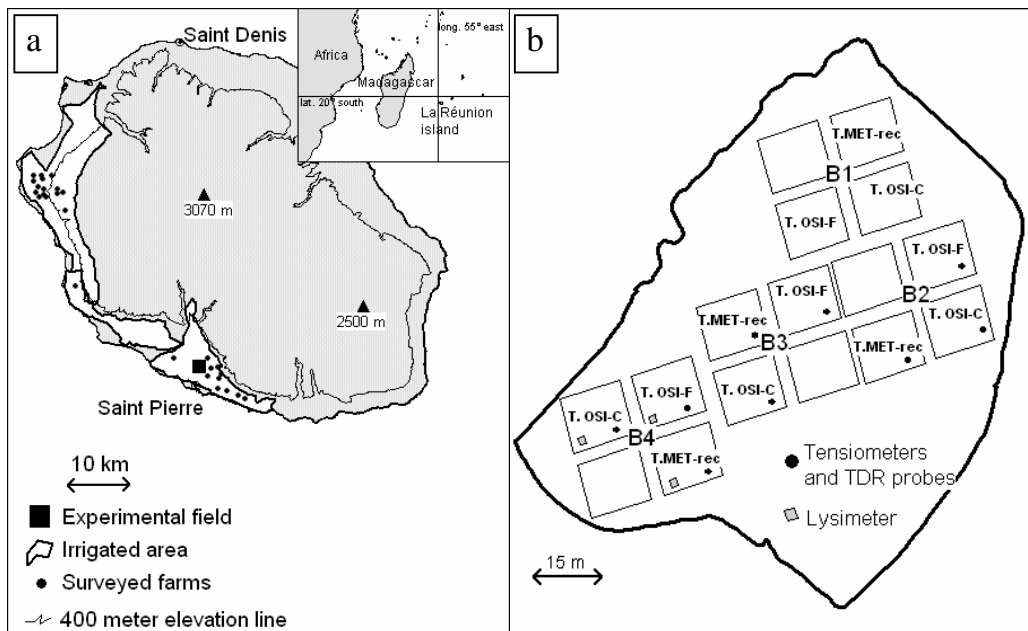 a
Saint Denis
Africa
long. 55° east
Madagascar
lat. 20° south
La Réunion
island
3070 m
2500 m
Saint Pierre
10 km
Experimental field
Irrigated area
Surveyed farms
400 meter elevation line
b
T.MET-rec
B1
T. OSI-C
T. OSI-F
T. OSI-F
T. OSI-F
B2
T. OSI-C
T.MET-rec
B3
T.MET-rec
T. OSI-F
T. OSI-C
T. OSI-C
B4
T.MET-rec
Tensiometers
and TDR probes
Lysimeter
15 m